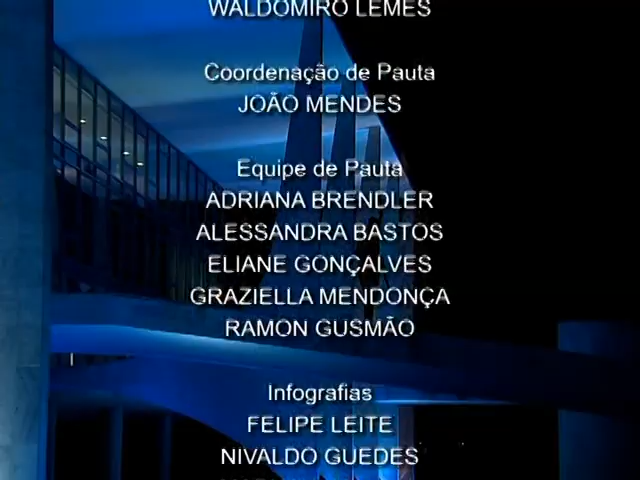 WALDOMIRO LEMES
Coordenação de Pauta
JOÃO MENDES
Equipe de Pauta
ADRIANA BRENDLER
ALESSANDRA BASTOS
ELIANE GONÇALVES
GRAZIELLA MENDONÇA
RAMON GUSMÃO
Infografias
FELIPE LEITE
NIVALDO GUEDES